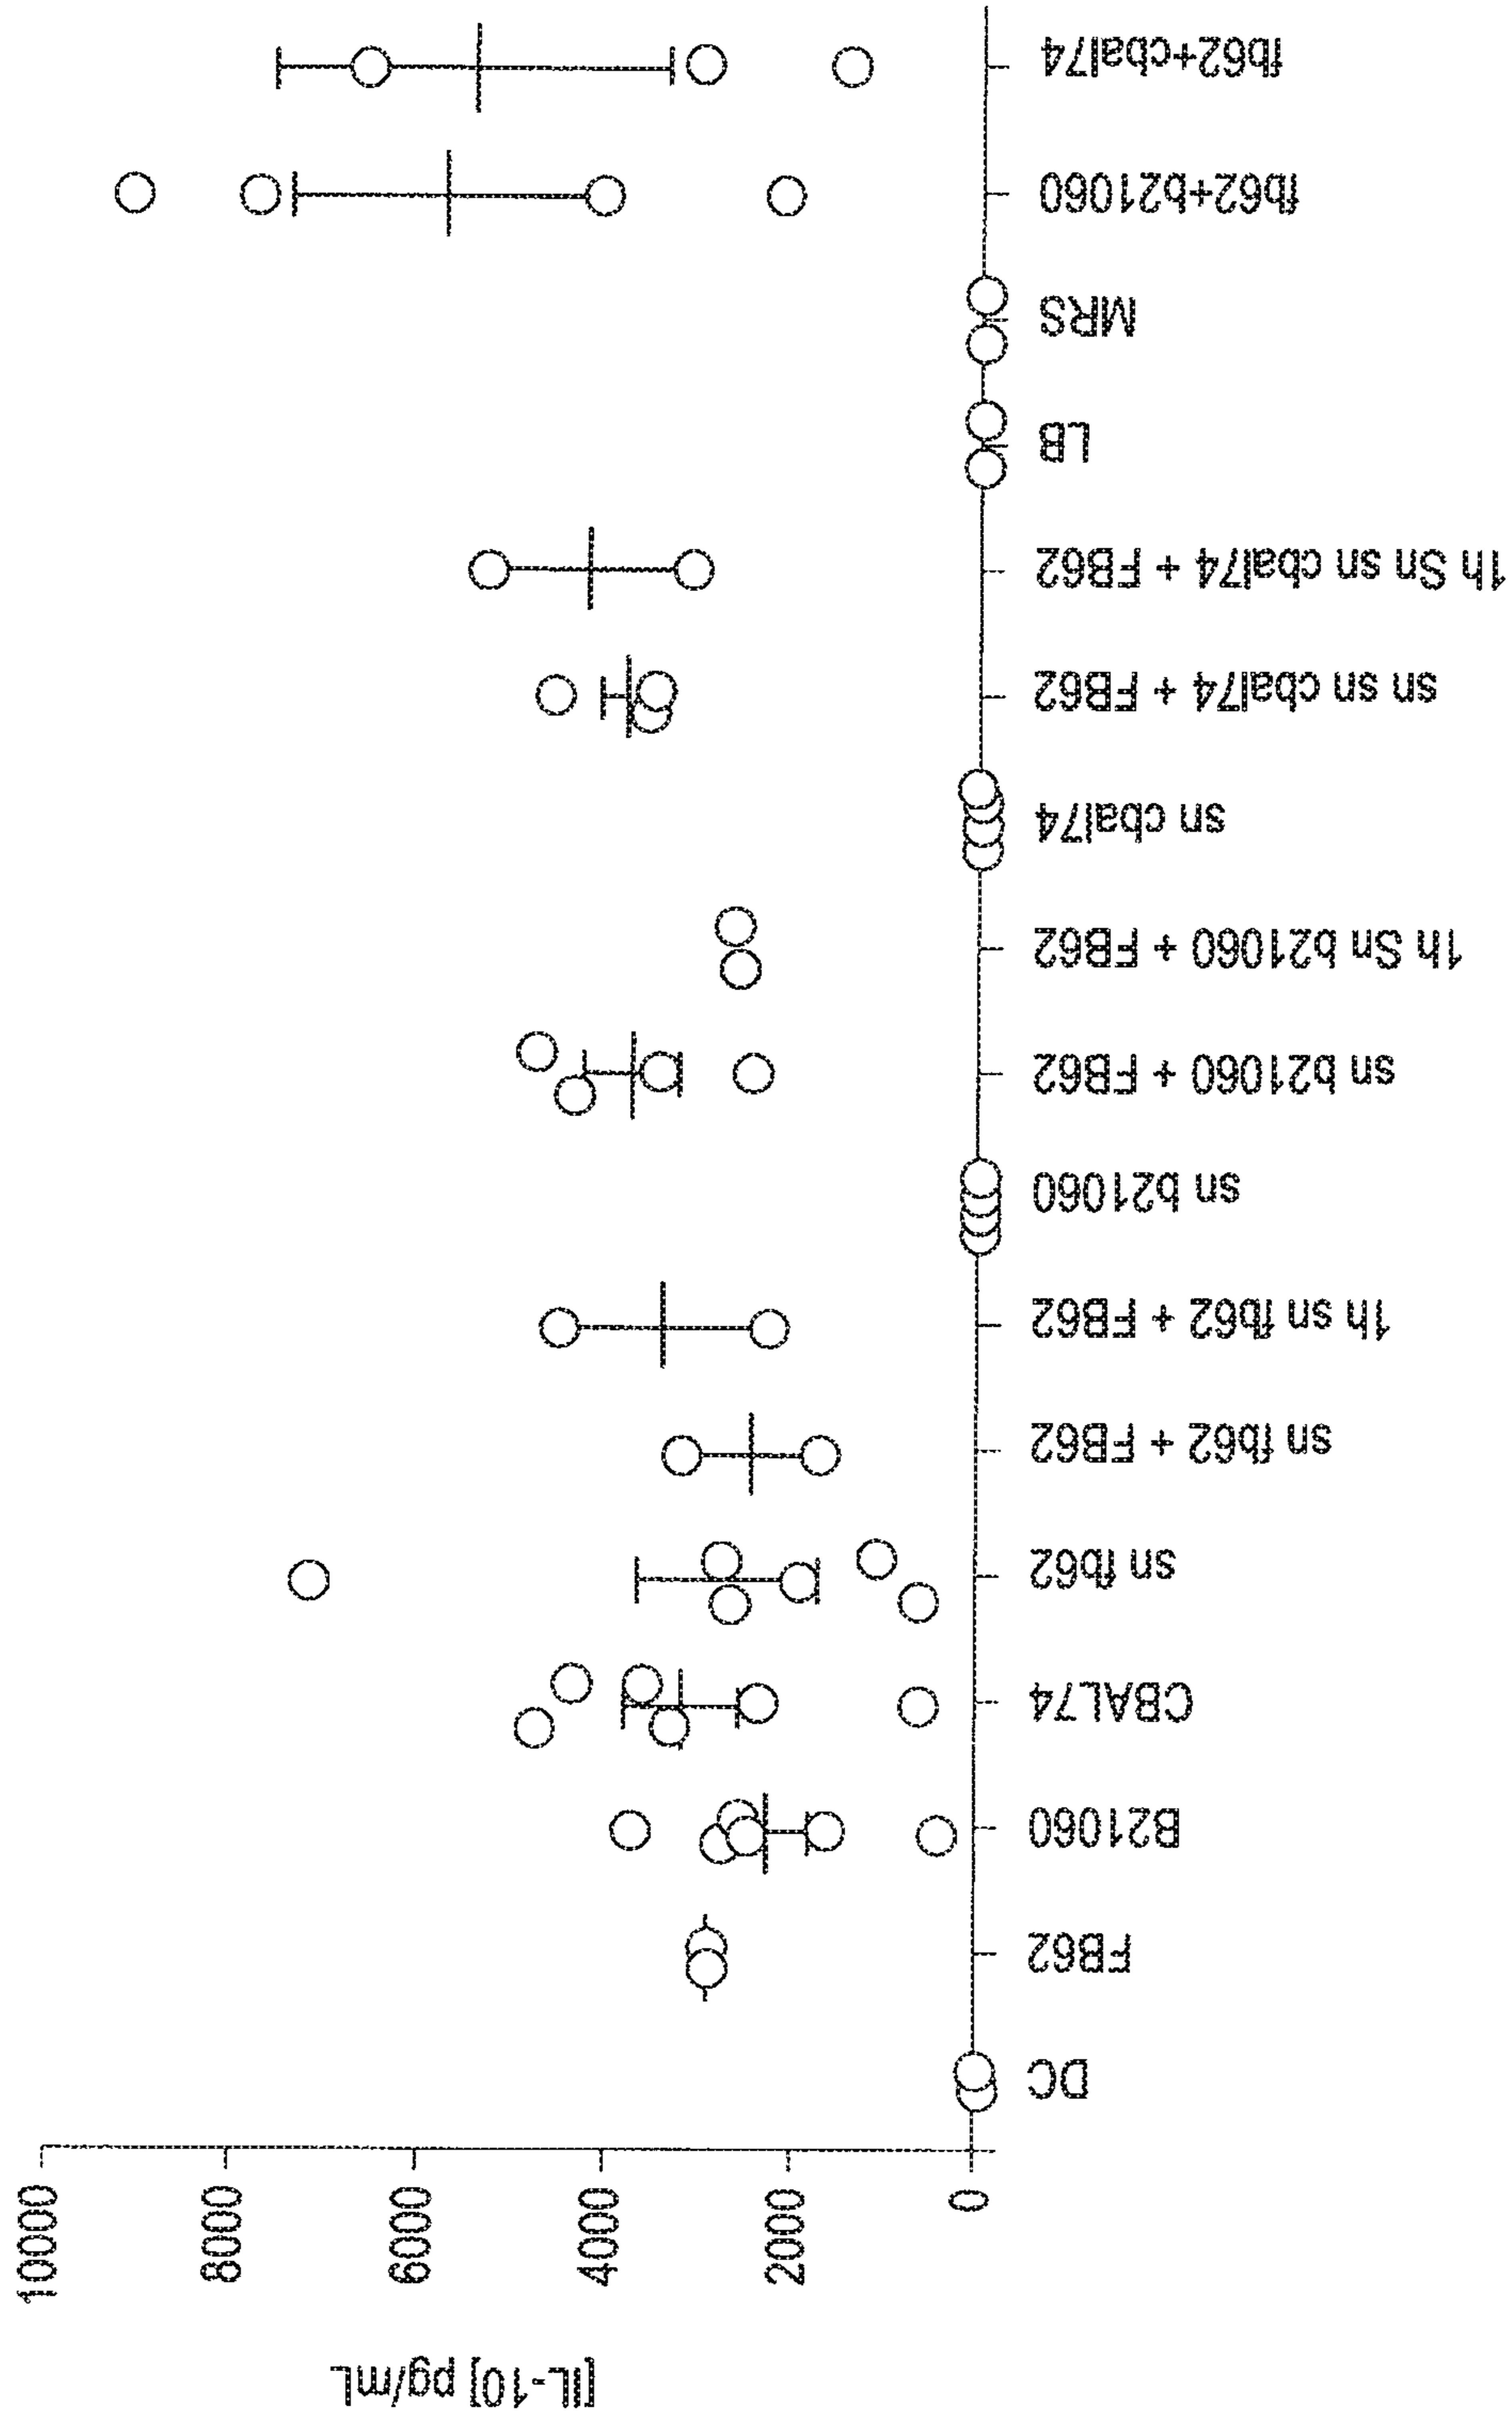 [IL-10] pg/mL
10000
8000
6000
4000
2000
0
DC
FB62
B21060
CBAL74
sn fb62
sn fb62 + FB62
1h sn fb62 + FB62
sn b21060
sn b21060 + FB62
1h Sn b21060 + FB62
sn cbal74
sn sn cbal74 + FB62
1h Sn sn cbal74 + FB62
LB
MRS
fb62+b21060
fb62+cbal74